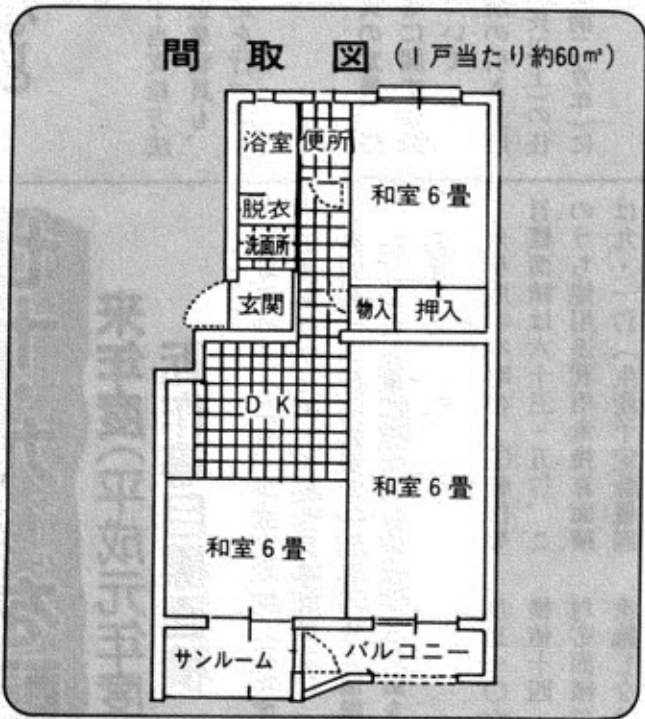 間取図（1戸当たり約60㎡）
浴室 便所
和室6畳
脱衣
洗面所
玄関 物入 押入
DK
和室6畳
和室6畳
サンルーム バルコニー